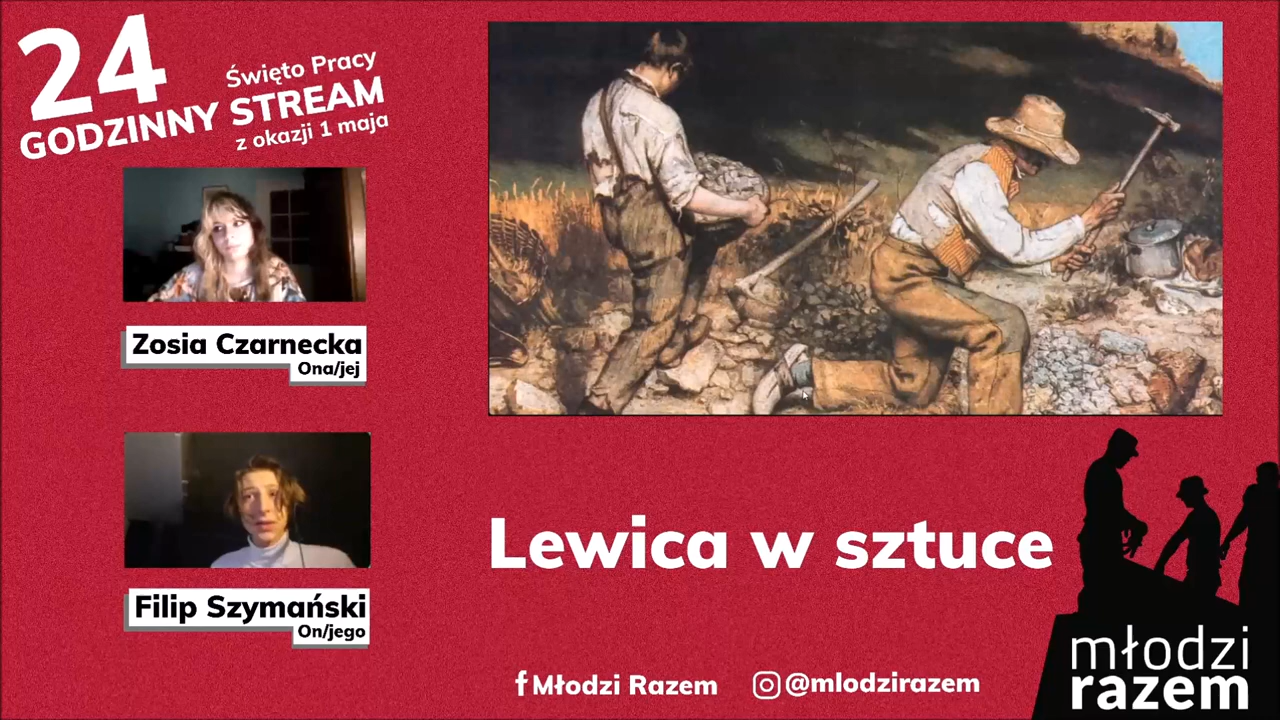 24
Święto Pracy
GODZINNY STREAM
z okazji 1 maja
Zosia Czarnecka
Ona/jej
Filip Szymański
On/jego
Lewica w sztuce
f Młodzi Razem
@mlodzirazem
młodzi
razem